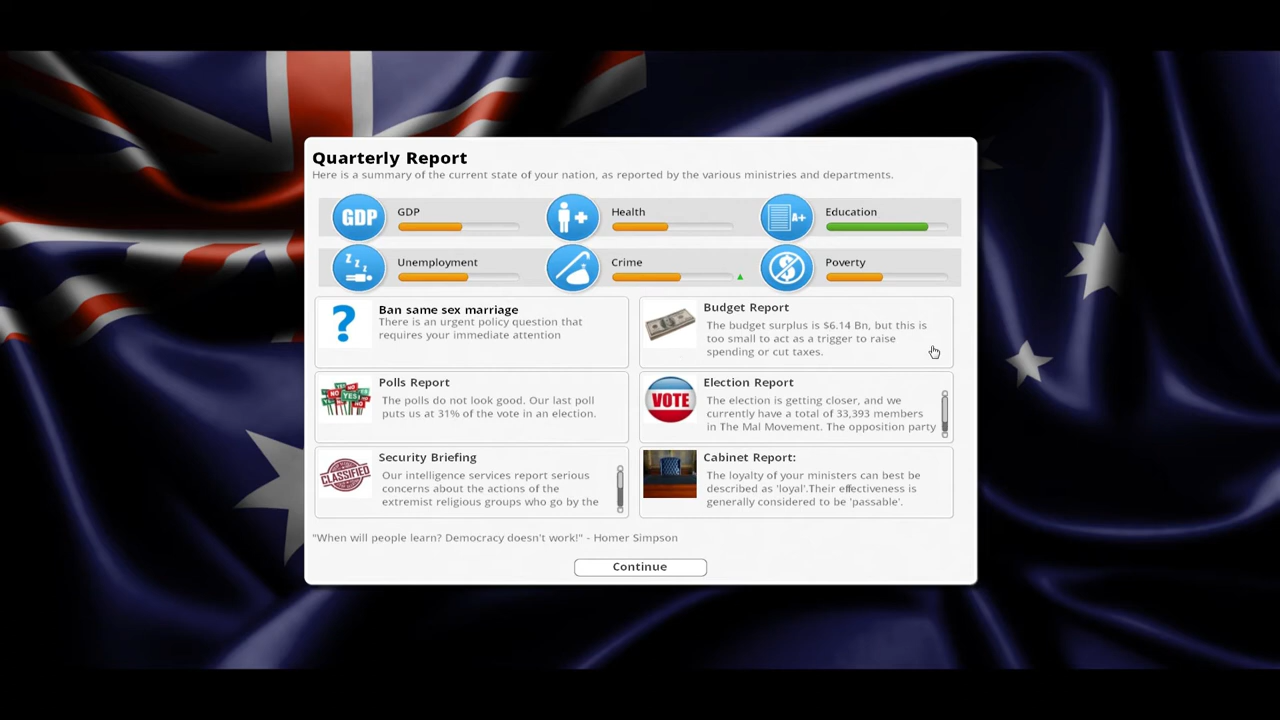 Quarterly Report
Here is a summary of the current state of your nation, as reported by the various ministries and departments.
GDP
GDP
Health
A+
Education
Z Z Z
Unemployment
Crime
$
Poverty
?
Ban same sex marriage
There is an urgent policy question that
requires your immediate attention
Budget Report
The budget surplus is $6.14 Bn, but this is
too small to act as a trigger to raise
spending or cut taxes.
NO
YES
NO
NO
YES
NO
Polls Report
The polls do not look good. Our last poll
puts us at 31% of the vote in an election.
VOTE
Election Report
The election is getting closer, and we
currently have a total of 33,393 members
in The Mal Movement. The opposition party
CLASSIFIED
Security Briefing
Our intelligence services report serious
concerns about the actions of the
extremist religious groups who go by the
Cabinet Report:
The loyalty of your ministers can best be
described as 'loyal'.Their effectiveness is
generally considered to be 'passable'.
"When will people learn? Democracy doesn't work!" - Homer Simpson
Continue